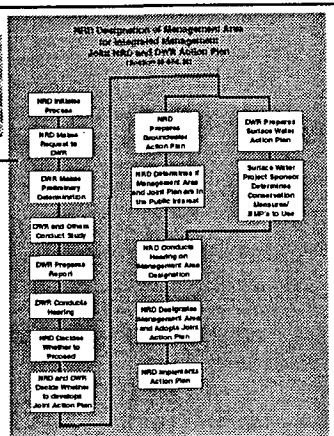 NRD Designation of Management Area
for Integrated Management
Joint NRD and DWR Action Plan
NRD Initiates
Process
NRD Makes
Request to
DWR
DWR Makes
Preliminary
Determination
DWR and Others
Conduct Study
DWR Prepares
Report
DWR Conducts
Hearing
NRD Decides
Whether to
Proceed
NRD and DWR
Decide Whether
to develop
Joint Action Plan
NRD
Prepares
Groundwater
Action Plan
NRD Determines if
Management Area
and Joint Plan are in
the Public Interest
NRD Conducts
Hearing on
Management Area
Designation
NRD Designates
Management Area
and Adopts Joint
Action Plan
NRD Implements
Action Plan
DWR Prepares
Surface Water
Action Plan
Surface Water
Project Sponsor
Determines
Conservation
Measures/
BMP's to Use